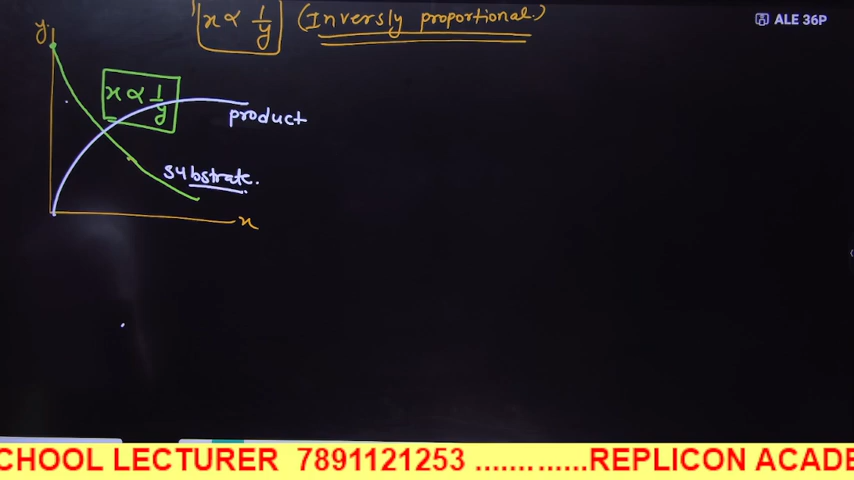 x ∝ 1/y (Inversly proportional.)
ALE 36P
y
x ∝ 1/y
product
substrate.
x
CHOOL LECTURER 7891121253 ............REPLICON ACADE